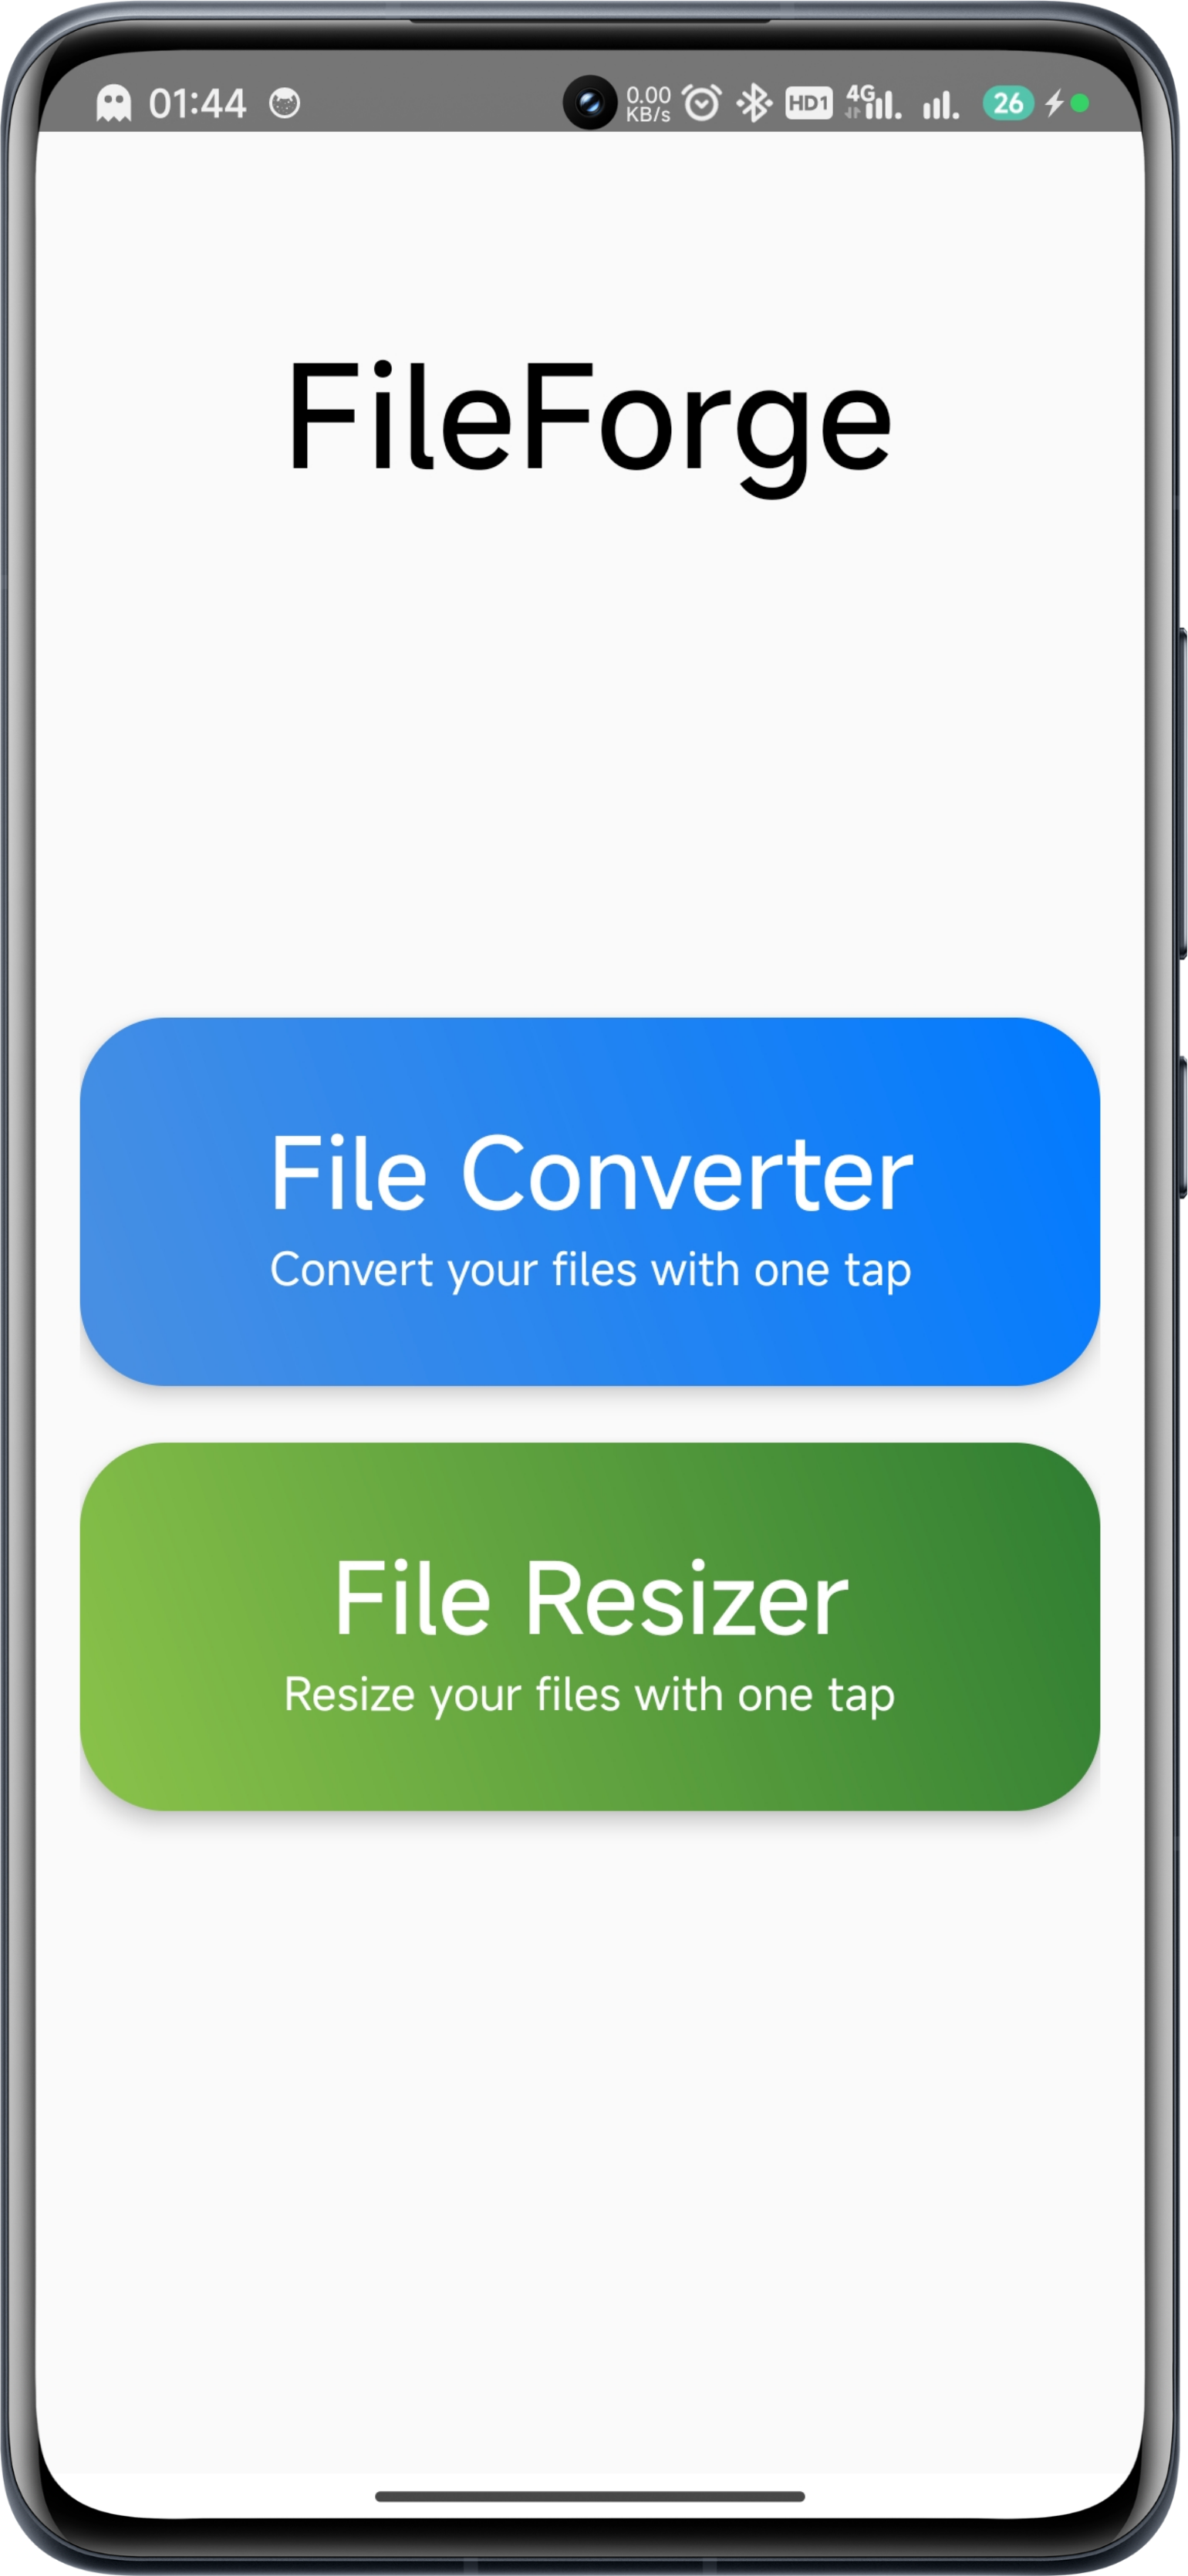 01:44
0.00
KB/s
HD1
4G
26
FileForge
File Converter
Convert your files with one tap
File Resizer
Resize your files with one tap